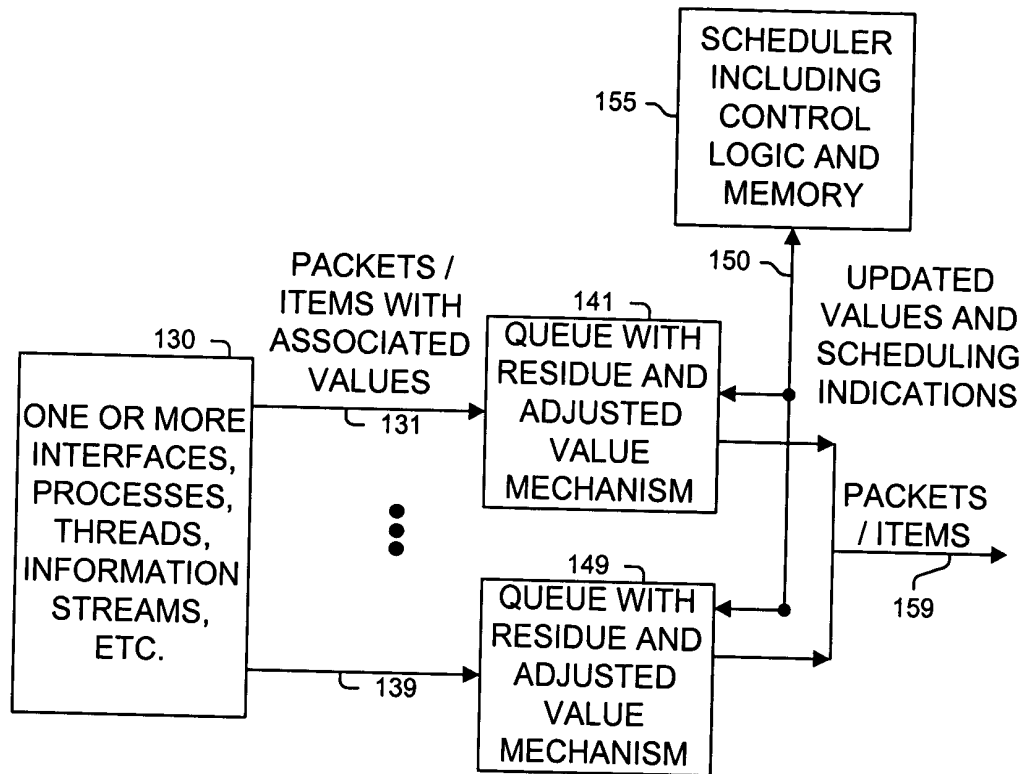 SCHEDULER
INCLUDING
CONTROL
LOGIC AND
MEMORY
155
150
UPDATED
VALUES AND
SCHEDULING
INDICATIONS
PACKETS /
ITEMS WITH
ASSOCIATED
VALUES
131
130
ONE OR MORE
INTERFACES,
PROCESSES,
THREADS,
INFORMATION
STREAMS,
ETC.
141
QUEUE WITH
RESIDUE AND
ADJUSTED
VALUE
MECHANISM
149
QUEUE WITH
RESIDUE AND
ADJUSTED
VALUE
MECHANISM
139
PACKETS
/ ITEMS
159